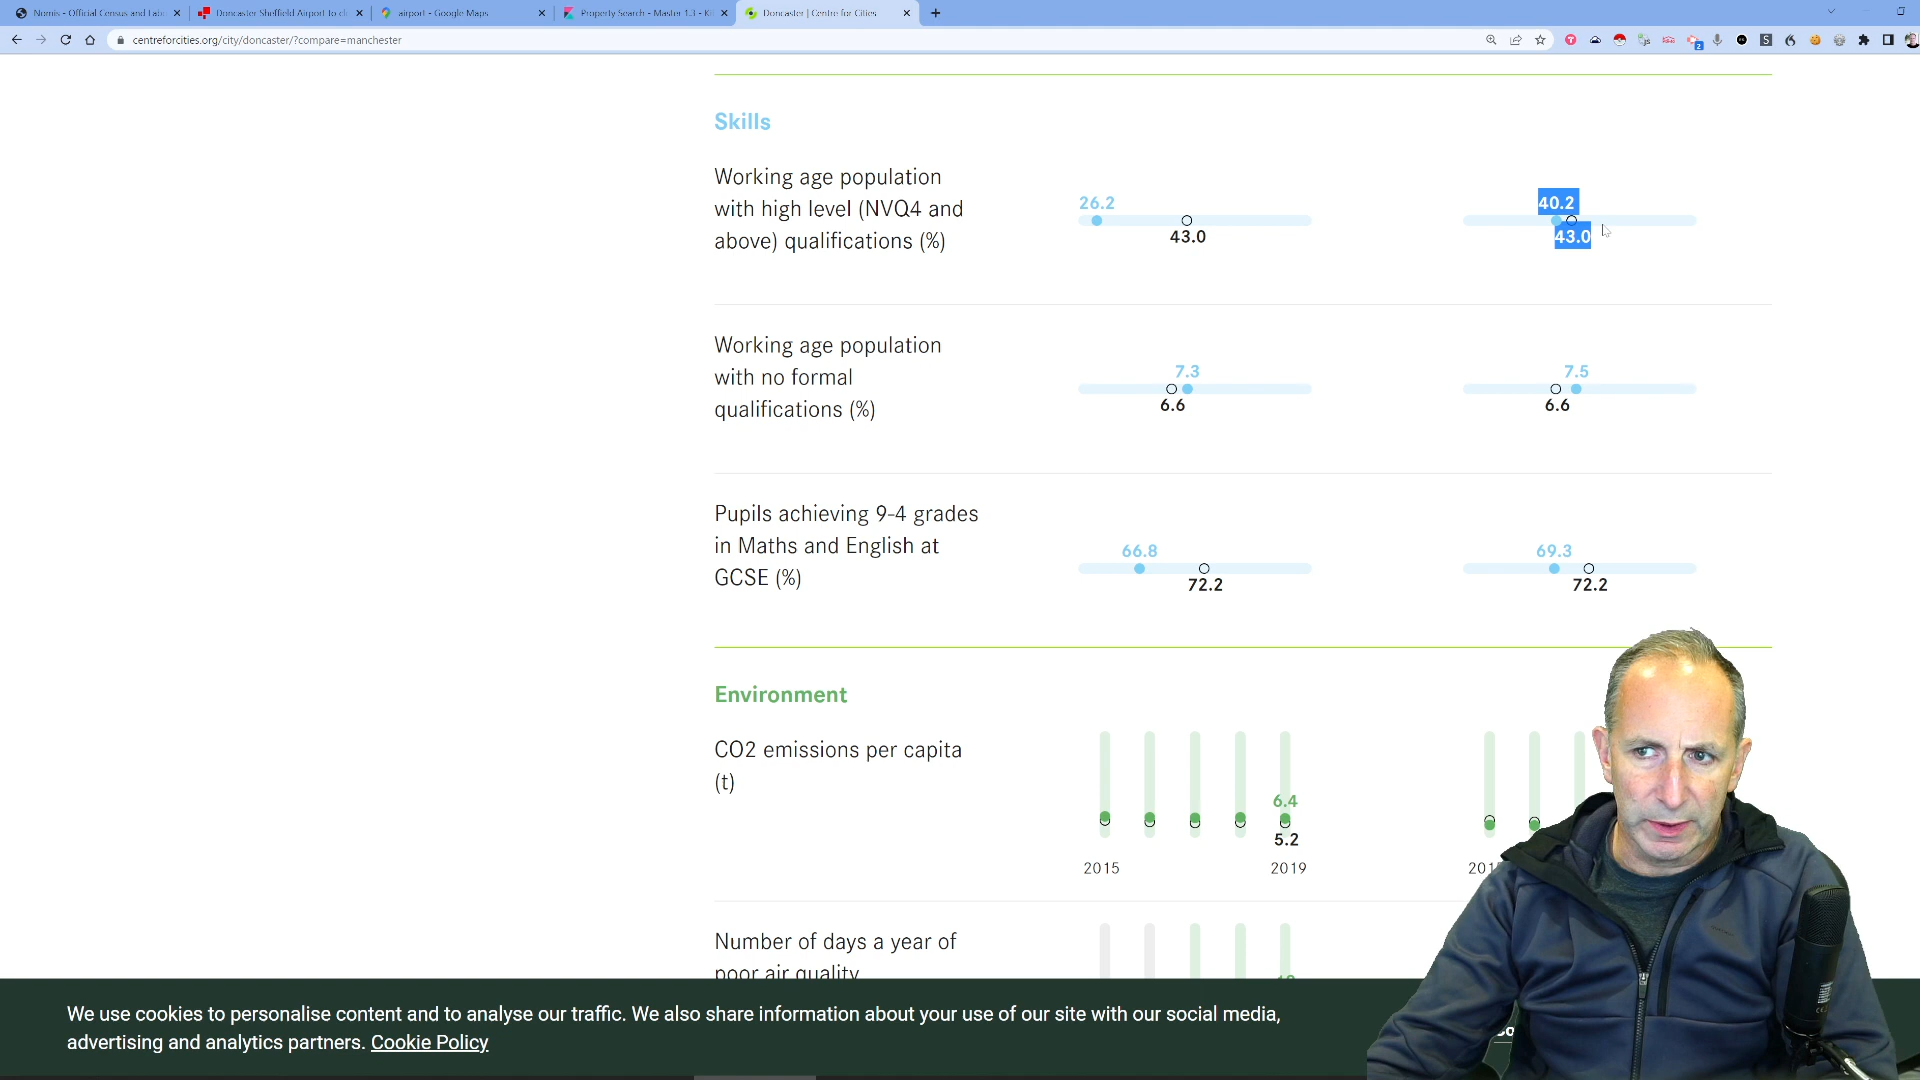 Nomis - Official Census and Labo
Doncaster Sheffield Airport to cl
airport - Google Maps
Property Search - Master 1.3 - Ki
Doncaster | Centre for Cities
centreforcities.org/city/doncaster/?compare=manchester
Skills
Working age population
with high level (NVQ4 and
above) qualifications (%)
26.2
43.0
40.2
43.0
Working age population
with no formal
qualifications (%)
7.3
6.6
7.5
6.6
Pupils achieving 9-4 grades
in Maths and English at
GCSE (%)
66.8
72.2
69.3
72.2
Environment
CO2 emissions per capita
(t)
6.4
5.2
2015
2019
201
Number of days a year of
poor air quality
We use cookies to personalise content and to analyse our traffic. We also share information about your use of our site with our social media,
advertising and analytics partners. Cookie Policy